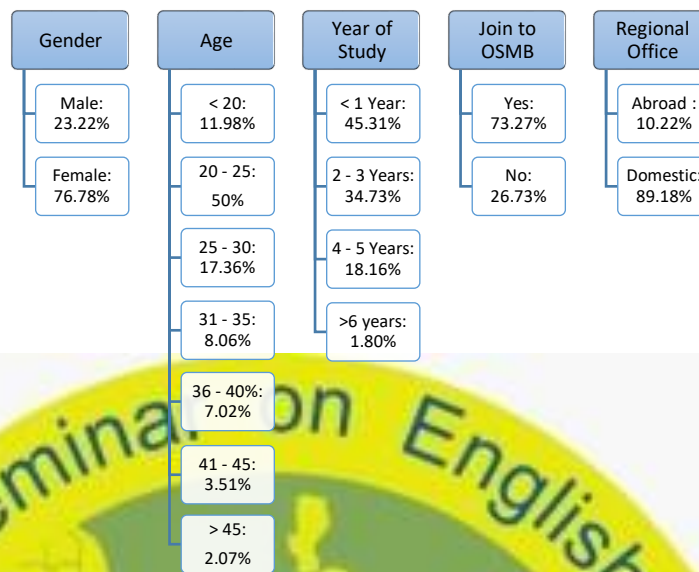 Gender
Male:
23.22%
Female:
76.78%
Age
< 20:
11.98%
20 - 25:
50%
25 - 30:
17.36%
31 - 35:
8.06%
36 - 40%:
7.02%
41 - 45:
3.51%
> 45:
2.07%
Year of
Study
< 1 Year:
45.31%
2 - 3 Years:
34.73%
4 - 5 Years:
18.16%
>6 years:
1.80%
Join to
OSMB
Yes:
73.27%
No:
26.73%
Regional
Office
Abroad :
10.22%
Domestic:
89.18%
eminar on English